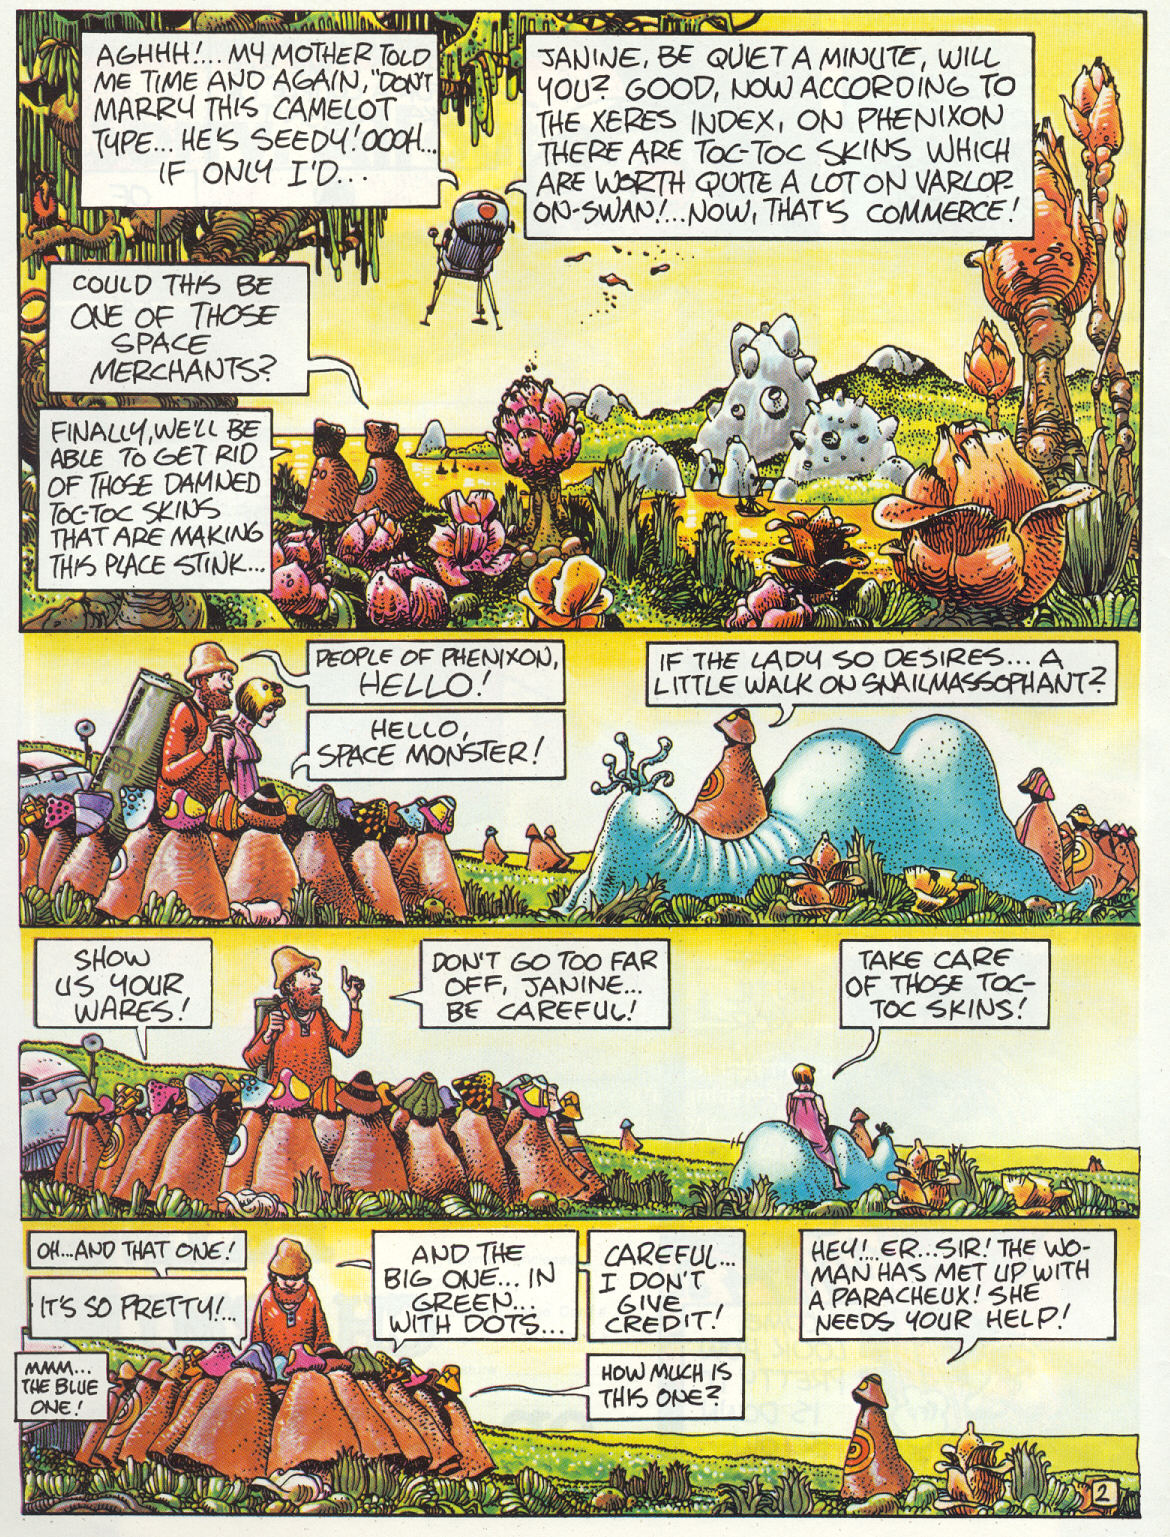 AGHHH!... MY MOTHER TOLD
ME TIME AND AGAIN, "DON'T
MARRY THIS CAMELOT
TYPE... HE'S SEEDY! OOOH...
IF ONLY I'D...
JANINE, BE QUIET A MINUTE, WILL
YOU? GOOD, NOW ACCORDING TO
THE XERES INDEX, ON PHENIXON
THERE ARE TOC-TOC SKINS WHICH
ARE WORTH QUITE A LOT ON VARLOP-
ON-SWAN!...NOW, THAT'S COMMERCE!
COULD THIS BE
ONE OF THOSE
SPACE
MERCHANTS?
FINALLY, WE'LL BE
ABLE TO GET RID
OF THOSE DAMNED
TOC-TOC SKINS
THAT ARE MAKING
THIS PLACE STINK...
PEOPLE OF PHENIXON,
HELLO!
HELLO,
SPACE MONSTER!
IF THE LADY SO DESIRES... A
LITTLE WALK ON SNAILMASSOPHANT?
SHOW
US YOUR
WARES!
DON'T GO TOO FAR
OFF, JANINE...
BE CAREFUL!
TAKE CARE
OF THOSE TOC-
TOC SKINS!
OH...AND THAT ONE!
IT'S SO PRETTY!...
MMM...
THE BLUE
ONE!
AND THE
BIG ONE... IN
GREEN...
WITH DOTS...
CAREFUL...
I DON'T
GIVE
CREDIT!
HOW MUCH IS
THIS ONE?
HEY!...ER...SIR! THE WO-
MAN HAS MET UP WITH
A PARACHEUX! SHE
NEEDS YOUR HELP!
2